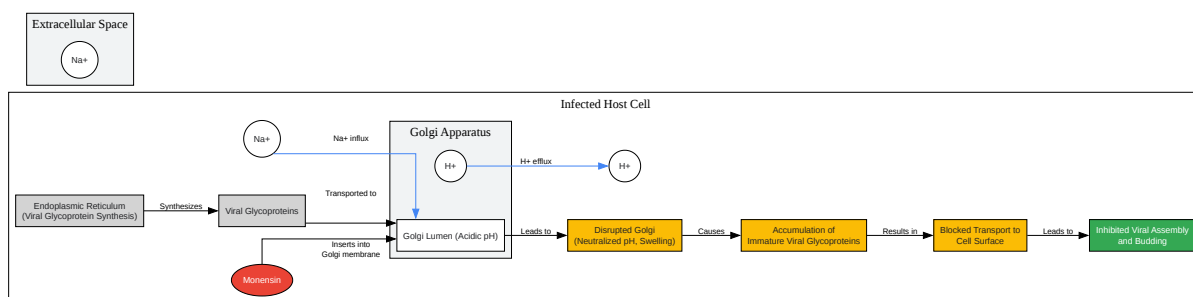 Extracellular Space
Na+
Infected Host Cell
Na+
Na+ influx
Golgi Apparatus
H+
H+ efflux
H+
Endoplasmic Reticulum
(Viral Glycoprotein Synthesis)
Synthesizes
Viral Glycoproteins
Transported to
Golgi Lumen (Acidic pH)
Leads to
Disrupted Golgi
(Neutralized pH, Swelling)
Causes
Accumulation of
Immature Viral Glycoproteins
Results in
Blocked Transport to
Cell Surface
Leads to
Inhibited Viral Assembly
and Budding
Inserts into
Golgi membrane
Monensin